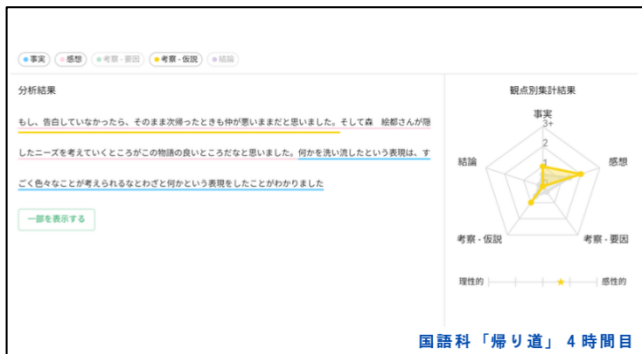 事実 感想 考察 - 要因 考察 - 仮説 結論
分析結果
もし、告白していなかったら、そのまま次帰ったときも仲が悪いままだと思いました。そして森　絵都さんが隠
したニーズを考えていくところがこの物語の良いところだなと思いました。何かを洗い流したという表現は、す
ごく色々なことが考えられるなとわざと何かという表現をしたことがわかりました
一部を表示する
観点別集計結果
事実
3+
2
1
感想
考察 - 要因
考察 - 仮説
結論
理性的 感性的
国語科「帰り道」４時間目